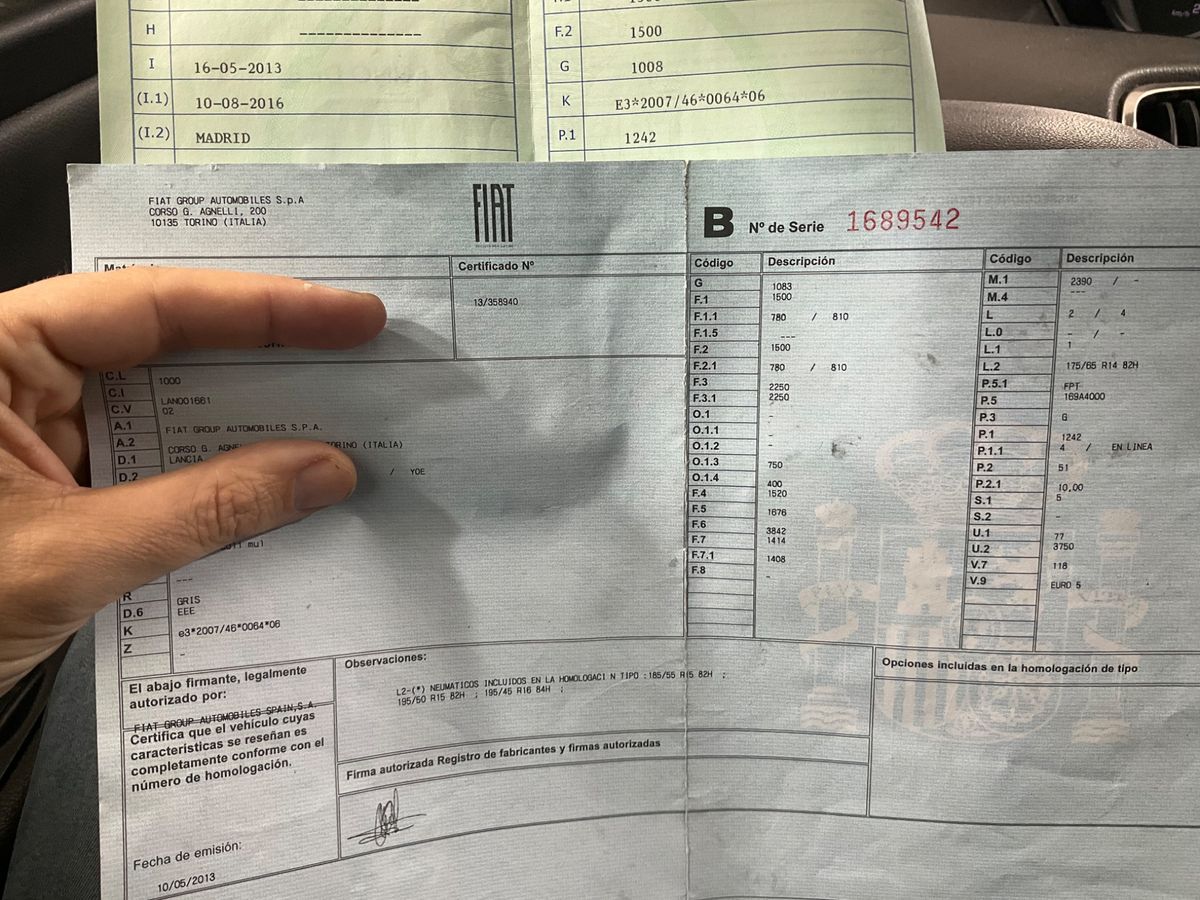 H --------------
I 16-05-2013
(I.1) 10-08-2016
(I.2) MADRID
F.2 1500
G 1008
K E3*2007/46*0064*06
P.1 1242
FIAT GROUP AUTOMOBILES S.p.A
CORSO G. AGNELLI, 200
10135 TORINO (ITALIA)
FIAT
B Nº de Serie 1689542
Certificado Nº
13/358940
C.L 1000
C.I LAN001661
C.V 02
A.1 FIAT GROUP AUTOMOBILES S.P.A.
A.2 CORSO G. TORINO (ITALIA)
D.1 LANCIA
D.2 / YOE
---
R GRIS
D.6 EEE
K e3*2007/46*0064*06
Z -
Código Descripción
G 1083
F.1 1500
F.1.1 780 / 810
F.1.5 ---
F.2 1500
F.2.1 780 / 810
F.3 2250
F.3.1 2250
O.1 -
O.1.1 -
O.1.2 -
O.1.3 750
O.1.4 400
F.4 1520
F.5 1676
F.6 3842
F.7 1414
F.7.1 1408
F.8 -
Código Descripción
M.1 2390 / -
M.4 ---
L 2 / 4
L.0 - / -
L.1 1
L.2 175/65 R14 82H
P.5.1 FPT
P.5 169A4000
P.3 G
P.1 1242
P.1.1 4 / EN LINEA
P.2 51
P.2.1 10,00
S.1 5
S.2 -
U.1 77
U.2 3750
V.7 118
V.9 EURO 5
El abajo firmante, legalmente
autorizado por:
FIAT GROUP AUTOMOBILES SPAIN,S.A.
Certifica que el vehículo cuyas
características se reseñan es
completamente conforme con el
número de homologación.
Fecha de emisión:
10/05/2013
Observaciones:
L2-(*) NEUMATICOS INCLUIDOS EN LA HOMOLOGACI N TIPO :185/55 R15 82H ;
195/50 R15 82H ; 195/45 R16 84H ;
Firma autorizada Registro de fabricantes y firmas autorizadas
Opciones incluidas en la homologación de tipo